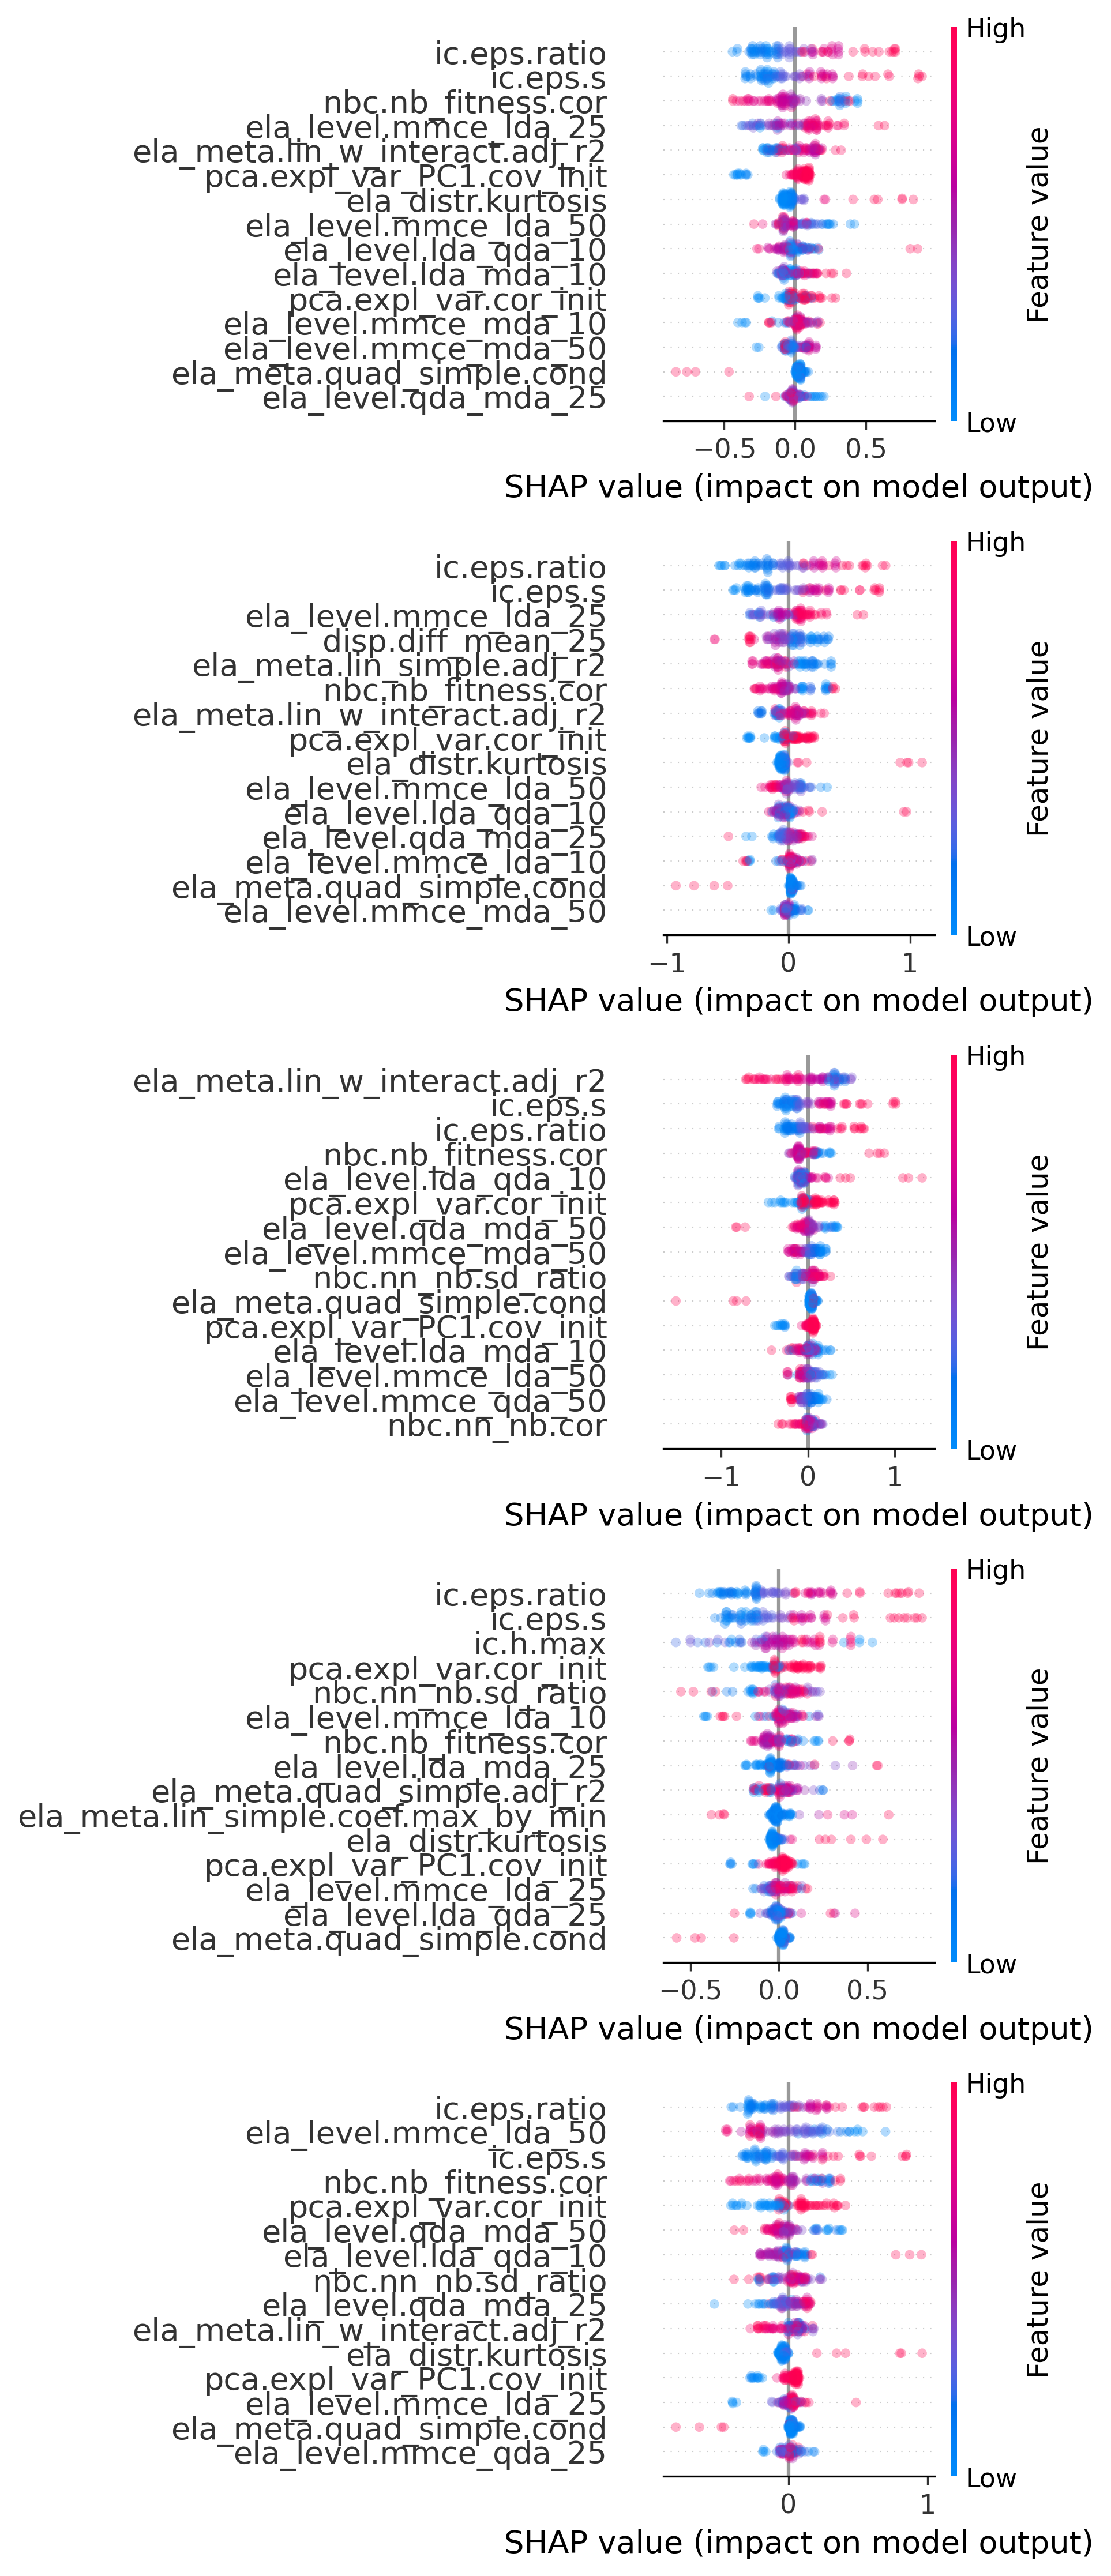 High
ic.eps.ratio
ic.eps.s
nbc.nb_fitness.cor
ela_level.mmce_lda_25
ela_meta.lin_w_interact.adj_r2
pca.expl_var_PC1.cov_init
ela_distr.kurtosis
ela_level.mmce_lda_50
ela_level.lda_qda_10
ela_level.lda_mda_10
pca.expl_var.cor_init
ela_level.mmce_mda_10
ela_level.mmce_mda_50
ela_meta.quad_simple.cond
ela_level.qda_mda_25
Feature value
Low
−0.5 0.0 0.5
SHAP value (impact on model output)
High
ic.eps.ratio
ic.eps.s
ela_level.mmce_lda_25
disp.diff_mean_25
ela_meta.lin_simple.adj_r2
nbc.nb_fitness.cor
ela_meta.lin_w_interact.adj_r2
pca.expl_var.cor_init
ela_distr.kurtosis
ela_level.mmce_lda_50
ela_level.lda_qda_10
ela_level.qda_mda_25
ela_level.mmce_lda_10
ela_meta.quad_simple.cond
ela_level.mmce_mda_50
Feature value
Low
−1 0 1
SHAP value (impact on model output)
High
ela_meta.lin_w_interact.adj_r2
ic.eps.s
ic.eps.ratio
nbc.nb_fitness.cor
ela_level.lda_qda_10
pca.expl_var.cor_init
ela_level.qda_mda_50
ela_level.mmce_mda_50
nbc.nn_nb.sd_ratio
ela_meta.quad_simple.cond
pca.expl_var_PC1.cov_init
ela_level.lda_mda_10
ela_level.mmce_lda_50
ela_level.mmce_qda_50
nbc.nn_nb.cor
Feature value
Low
−1 0 1
SHAP value (impact on model output)
High
ic.eps.ratio
ic.eps.s
ic.h.max
pca.expl_var.cor_init
nbc.nn_nb.sd_ratio
ela_level.mmce_lda_10
nbc.nb_fitness.cor
ela_level.lda_mda_25
ela_meta.quad_simple.adj_r2
ela_meta.lin_simple.coef.max_by_min
ela_distr.kurtosis
pca.expl_var_PC1.cov_init
ela_level.mmce_lda_25
ela_level.lda_qda_25
ela_meta.quad_simple.cond
Feature value
Low
−0.5 0.0 0.5
SHAP value (impact on model output)
High
ic.eps.ratio
ela_level.mmce_lda_50
ic.eps.s
nbc.nb_fitness.cor
pca.expl_var.cor_init
ela_level.qda_mda_50
ela_level.lda_qda_10
nbc.nn_nb.sd_ratio
ela_level.qda_mda_25
ela_meta.lin_w_interact.adj_r2
ela_distr.kurtosis
pca.expl_var_PC1.cov_init
ela_level.mmce_lda_25
ela_meta.quad_simple.cond
ela_level.mmce_qda_25
Feature value
Low
0 1
SHAP value (impact on model output)